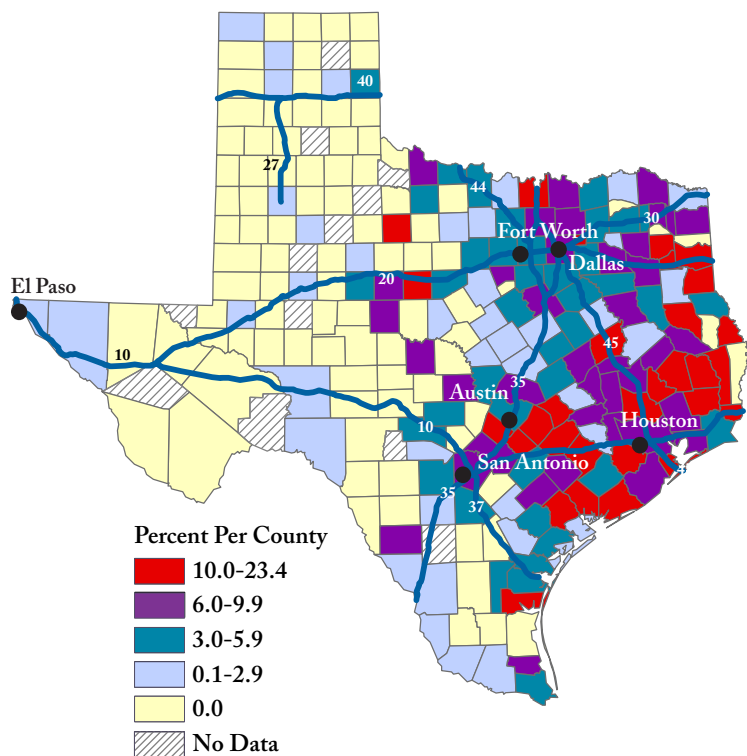 40
27
44
30
Fort Worth
Dallas
El Paso
20
10
45
35
Austin
Houston
10
San Antonio
35
37
Percent Per County
10.0-23.4
6.0-9.9
3.0-5.9
0.1-2.9
0.0
No Data